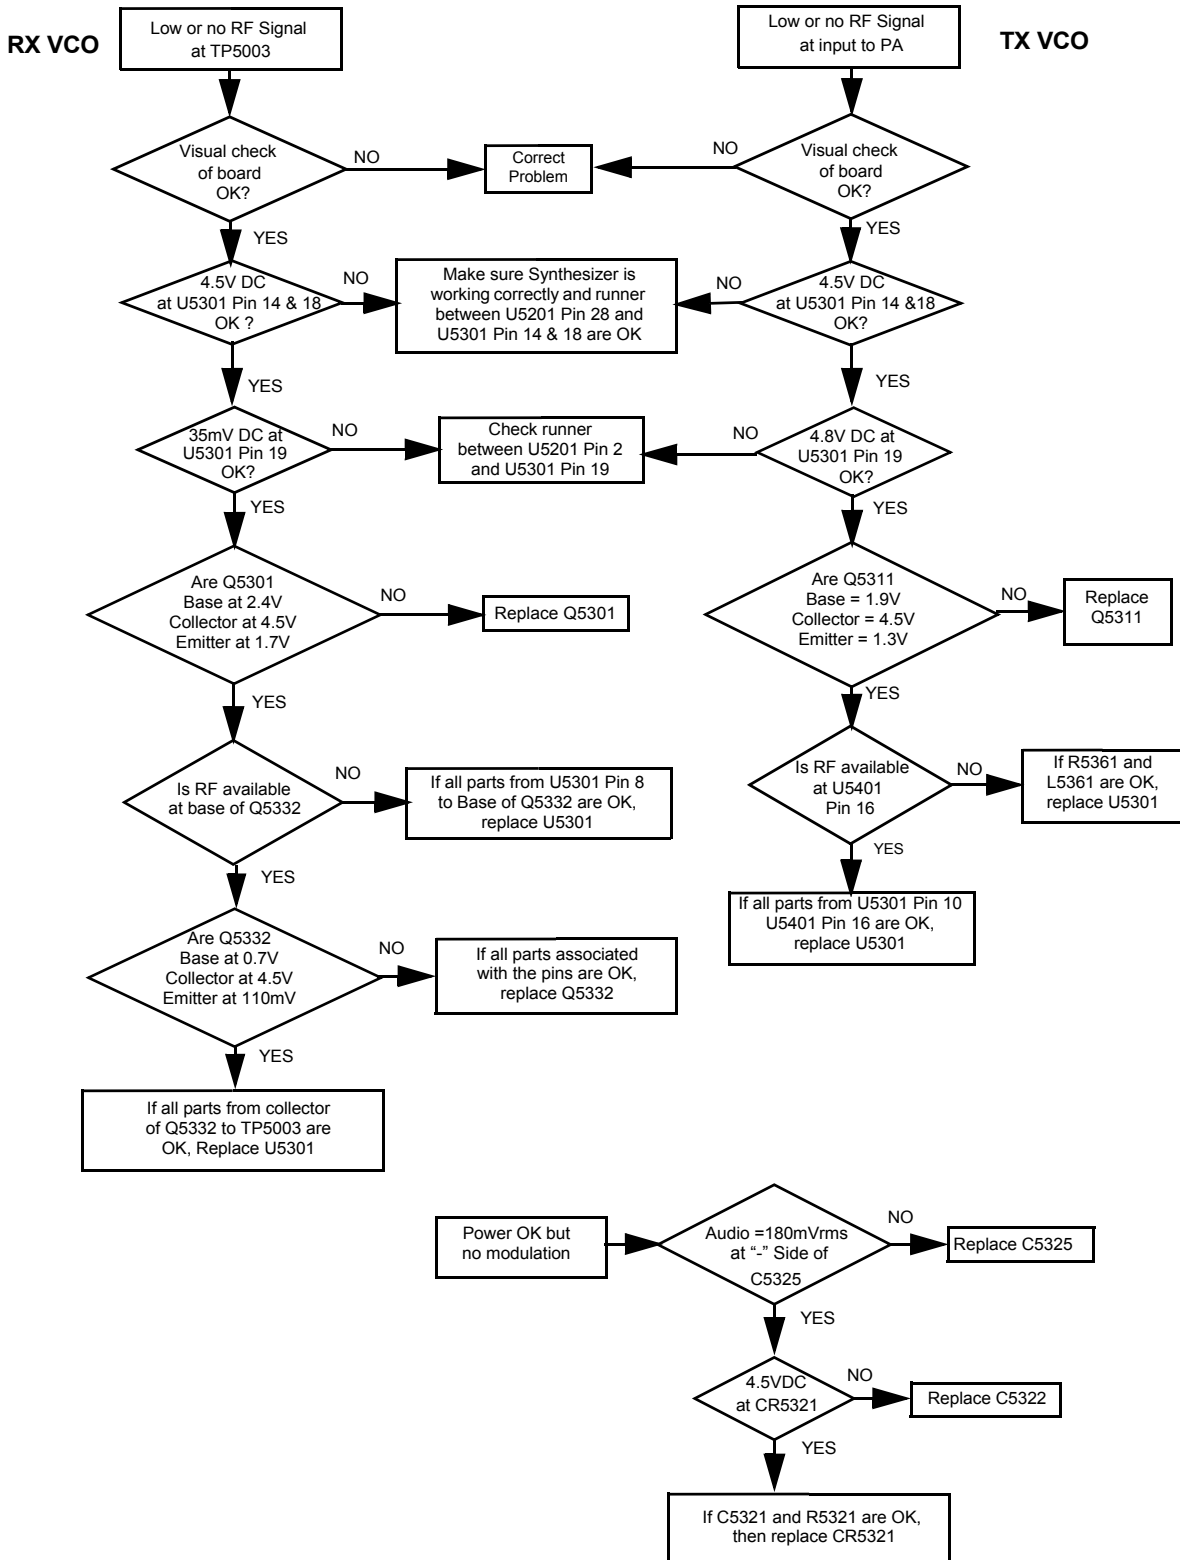 RX VCO
Low or no RF Signal
at TP5003
Visual check
of board
OK?
NO
YES
Correct
Problem
4.5V DC
at U5301 Pin 14 & 18
OK ?
NO
YES
Make sure Synthesizer is
working correctly and runner
between U5201 Pin 28 and
U5301 Pin 14 & 18 are OK
35mV DC at
U5301 Pin 19
OK?
NO
YES
Check runner
between U5201 Pin 2
and U5301 Pin 19
Are Q5301
Base at 2.4V
Collector at 4.5V
Emitter at 1.7V
NO
YES
Replace Q5301
Is RF available
at base of Q5332
NO
YES
If all parts from U5301 Pin 8
to Base of Q5332 are OK,
replace U5301
Are Q5332
Base at 0.7V
Collector at 4.5V
Emitter at 110mV
NO
YES
If all parts associated
with the pins are OK,
replace Q5332
If all parts from collector
of Q5332 to TP5003 are
OK, Replace U5301
TX VCO
Low or no RF Signal
at input to PA
Visual check
of board
OK?
NO
YES
4.5V DC
at U5301 Pin 14 &18
OK?
NO
YES
4.8V DC at
U5301 Pin 19
OK?
NO
YES
Are Q5311
Base = 1.9V
Collector = 4.5V
Emitter = 1.3V
NO
YES
Replace
Q5311
Is RF available
at U5401
Pin 16
NO
YES
If R5361 and
L5361 are OK,
replace U5301
If all parts from U5301 Pin 10
U5401 Pin 16 are OK,
replace U5301
Power OK but
no modulation
Audio =180mVrms
at “-” Side of
C5325
NO
YES
Replace C5325
4.5VDC
at CR5321
NO
YES
Replace C5322
If C5321 and R5321 are OK,
then replace CR5321